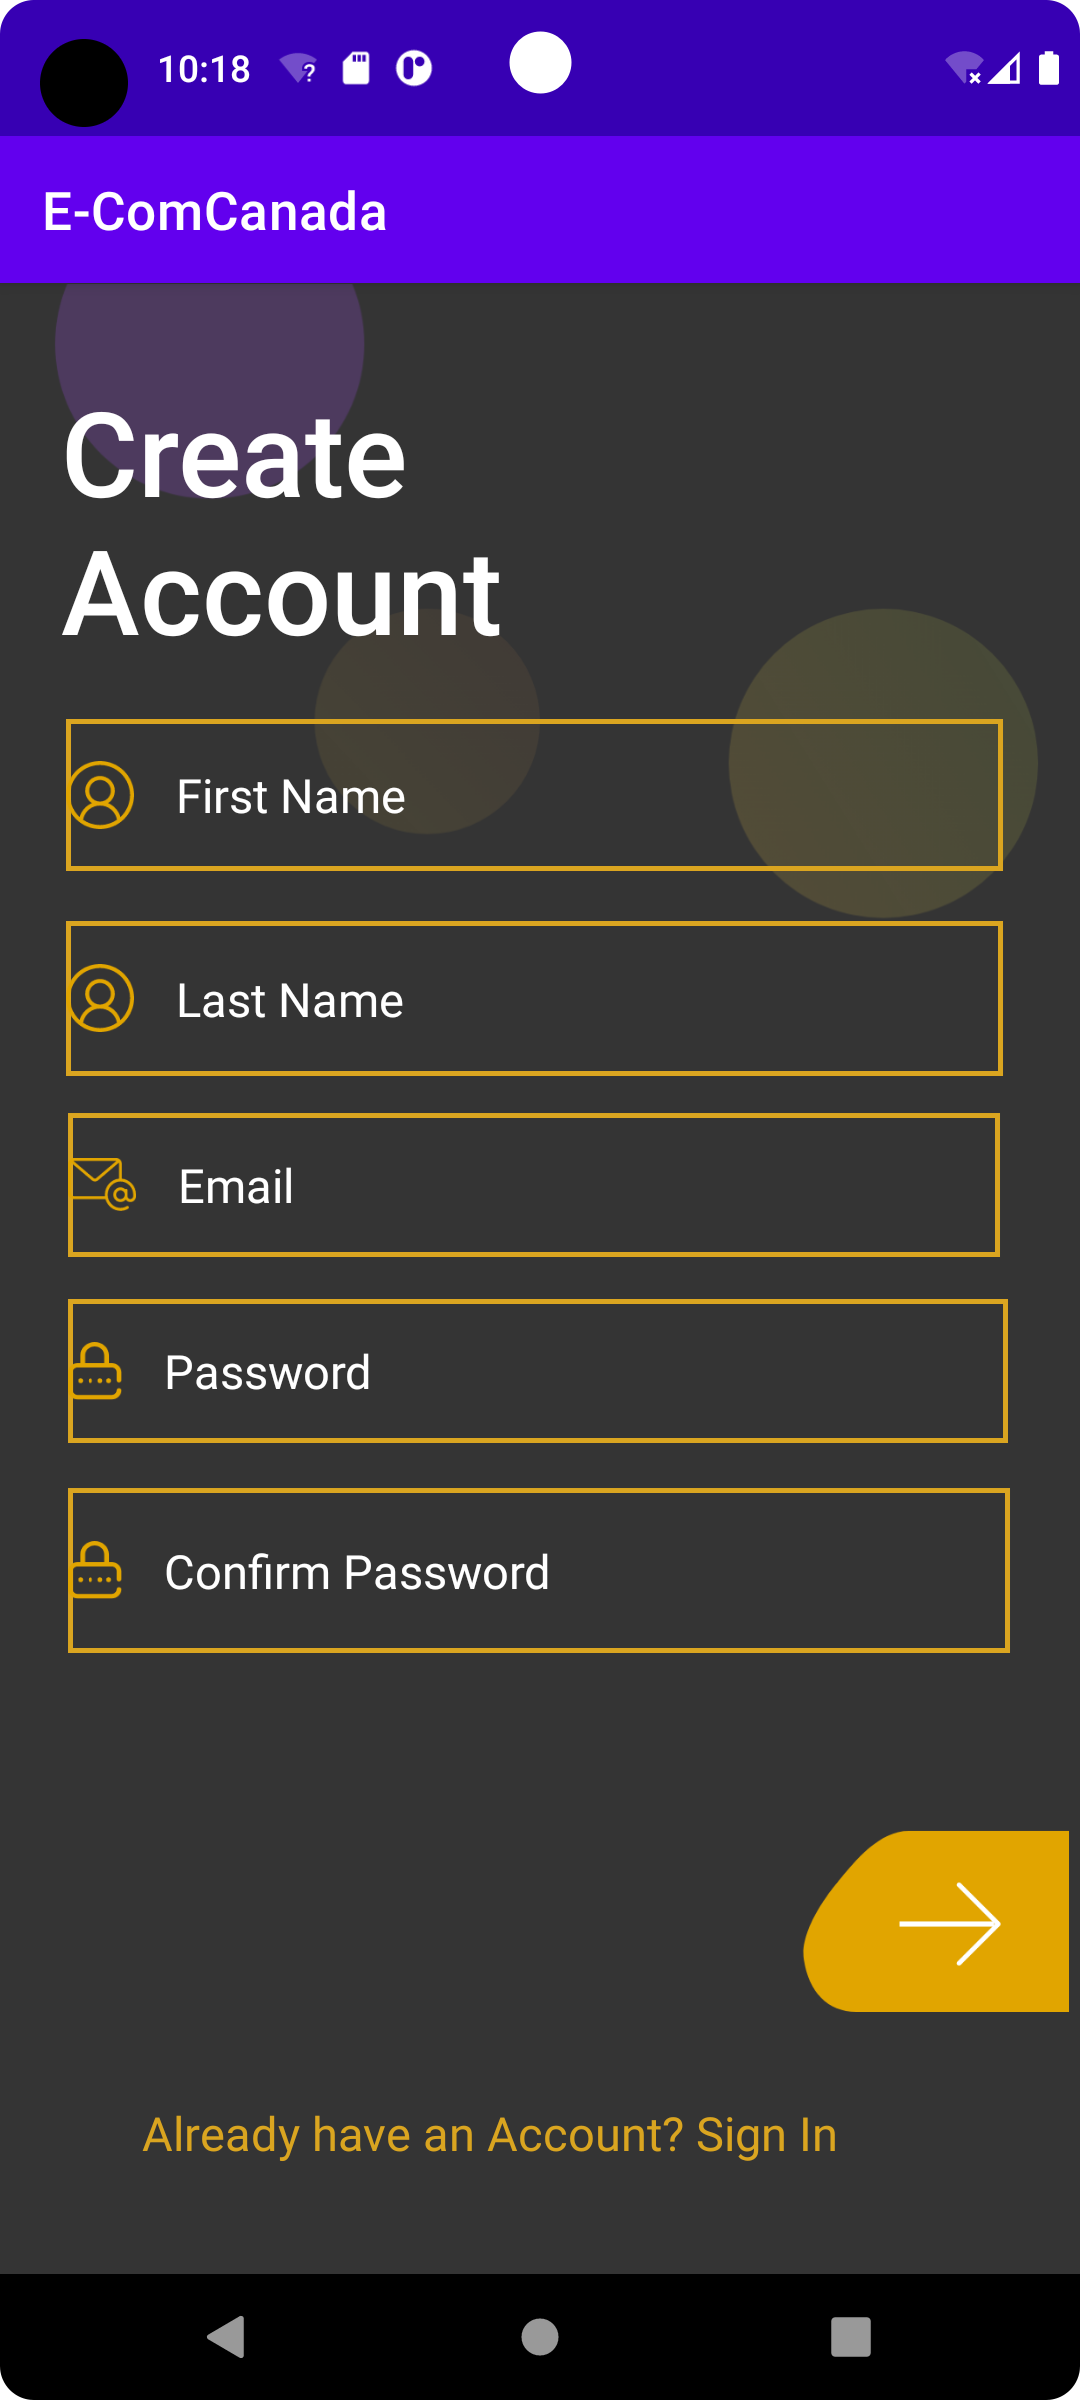 10:18
E-ComCanada
Create
Account
First Name
Last Name
Email
Password
Confirm Password
Already have an Account? Sign In